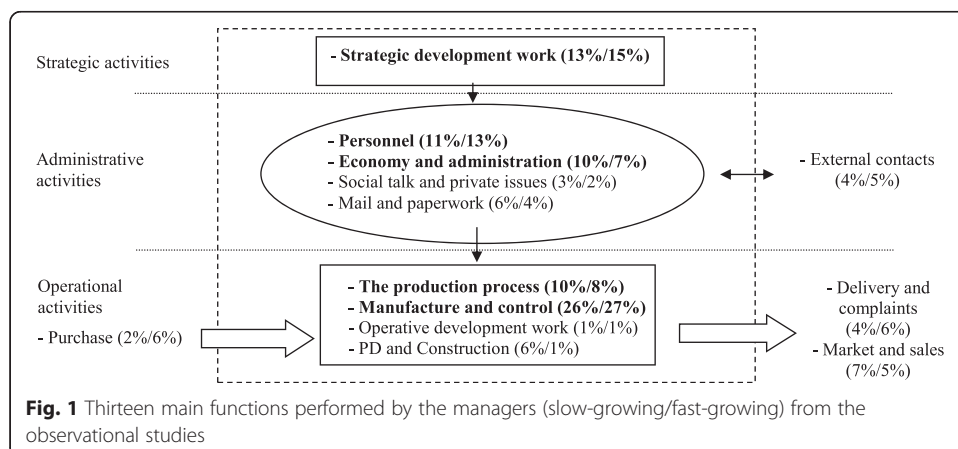 Strategic activities
- Strategic development work (13%/15%)
Administrative activities
- Personnel (11%/13%)
- Economy and administration (10%/7%)
- Social talk and private issues (3%/2%)
- Mail and paperwork (6%/4%)
- External contacts
(4%/5%)
Operational activities
- Purchase (2%/6%)
- The production process (10%/8%)
- Manufacture and control (26%/27%)
- Operative development work (1%/1%)
- PD and Construction (6%/1%)
- Delivery and
complaints
(4%/6%)
- Market and sales
(7%/5%)
Fig. 1 Thirteen main functions performed by the managers (slow-growing/fast-growing) from the
observational studies